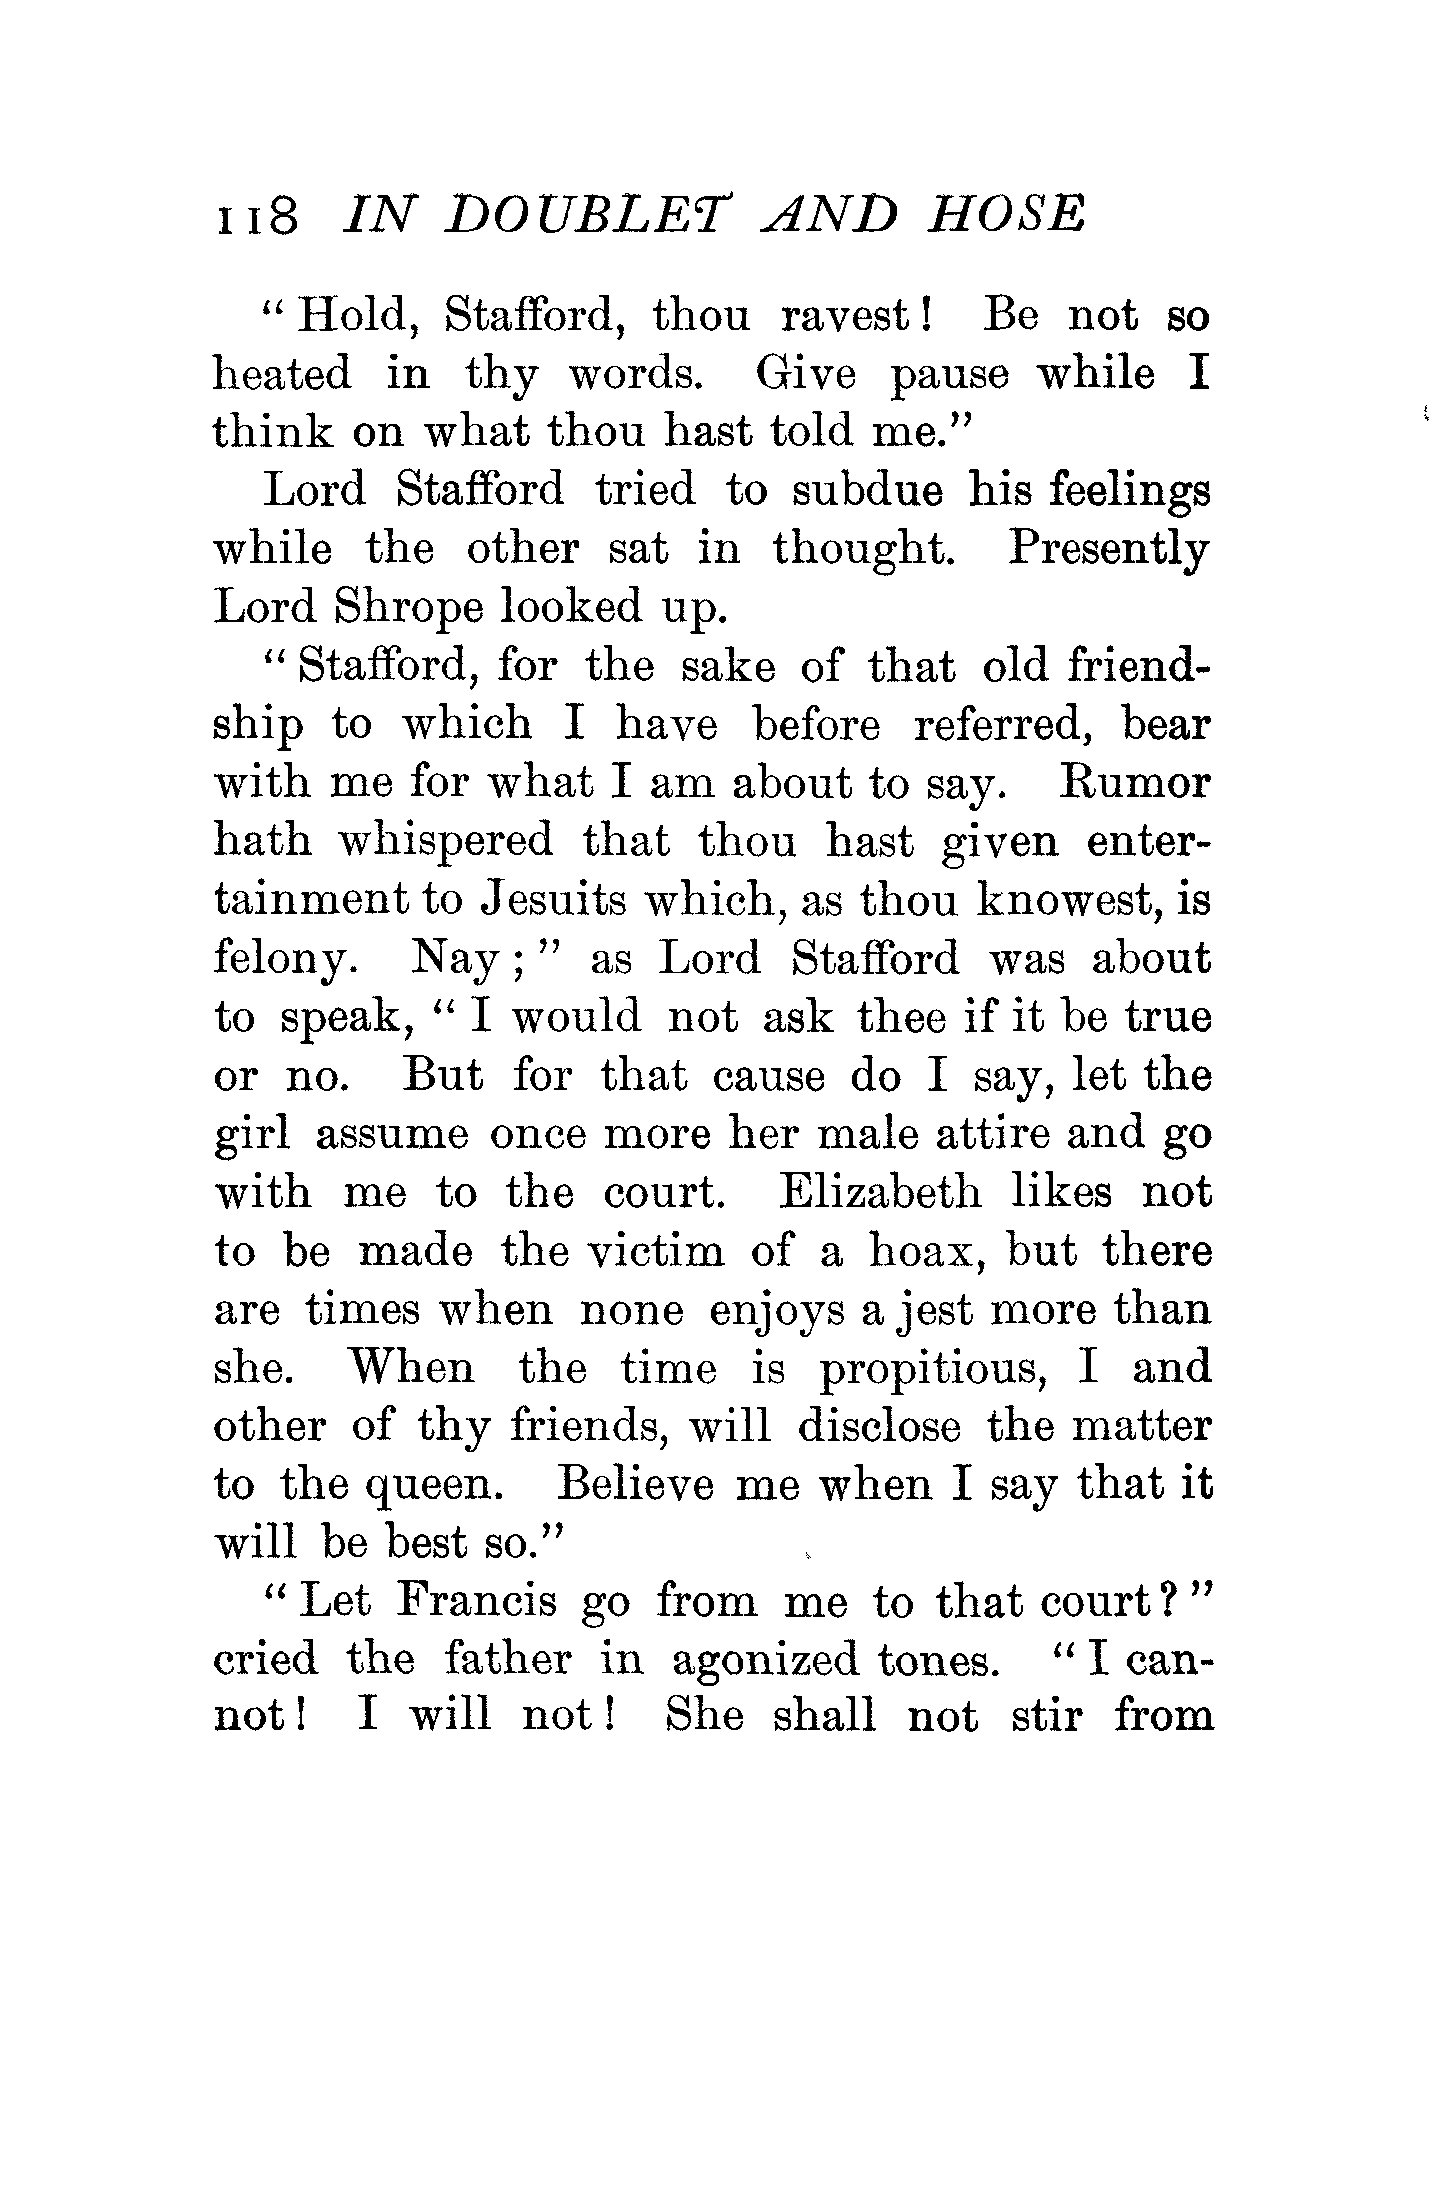 118 IN DOUBLET AND HOSE
“Hold, Stafford, thou ravest! Be not so
heated in thy words. Give pause while I
think on what thou hast told me.”
Lord Stafford tried to subdue his feelings
while the other sat in thought. Presently
Lord Shrope looked up.
“Stafford, for the sake of that old friend-
ship to which I have before referred, bear
with me for what I am about to say. Rumor
hath whispered that thou hast given enter-
tainment to Jesuits which, as thou knowest, is
felony. Nay;” as Lord Stafford was about
to speak, “I would not ask thee if it be true
or no. But for that cause do I say, let the
girl assume once more her male attire and go
with me to the court. Elizabeth likes not
to be made the victim of a hoax, but there
are times when none enjoys a jest more than
she. When the time is propitious, I and
other of thy friends, will disclose the matter
to the queen. Believe me when I say that it
will be best so.”
“Let Francis go from me to that court?”
cried the father in agonized tones. “I can-
not! I will not! She shall not stir from